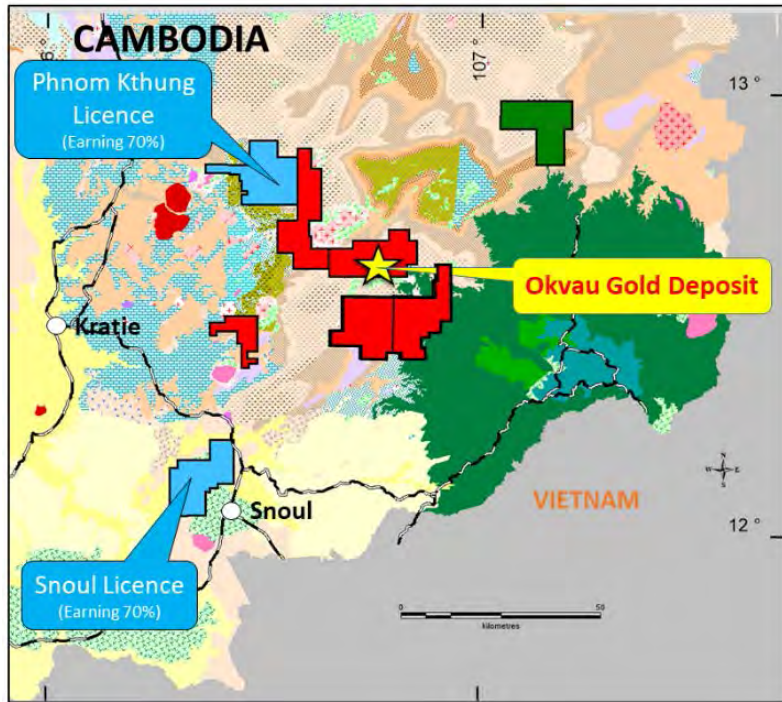 CAMBODIA
107
13 °
Phnom Kthung
Licence
(Earning 70%)
Okvau Gold Deposit
Kratie
N
W E
S
VIETNAM
Snoul
12 °
Snoul Licence
(Earning 70%)
0 50
kilometres